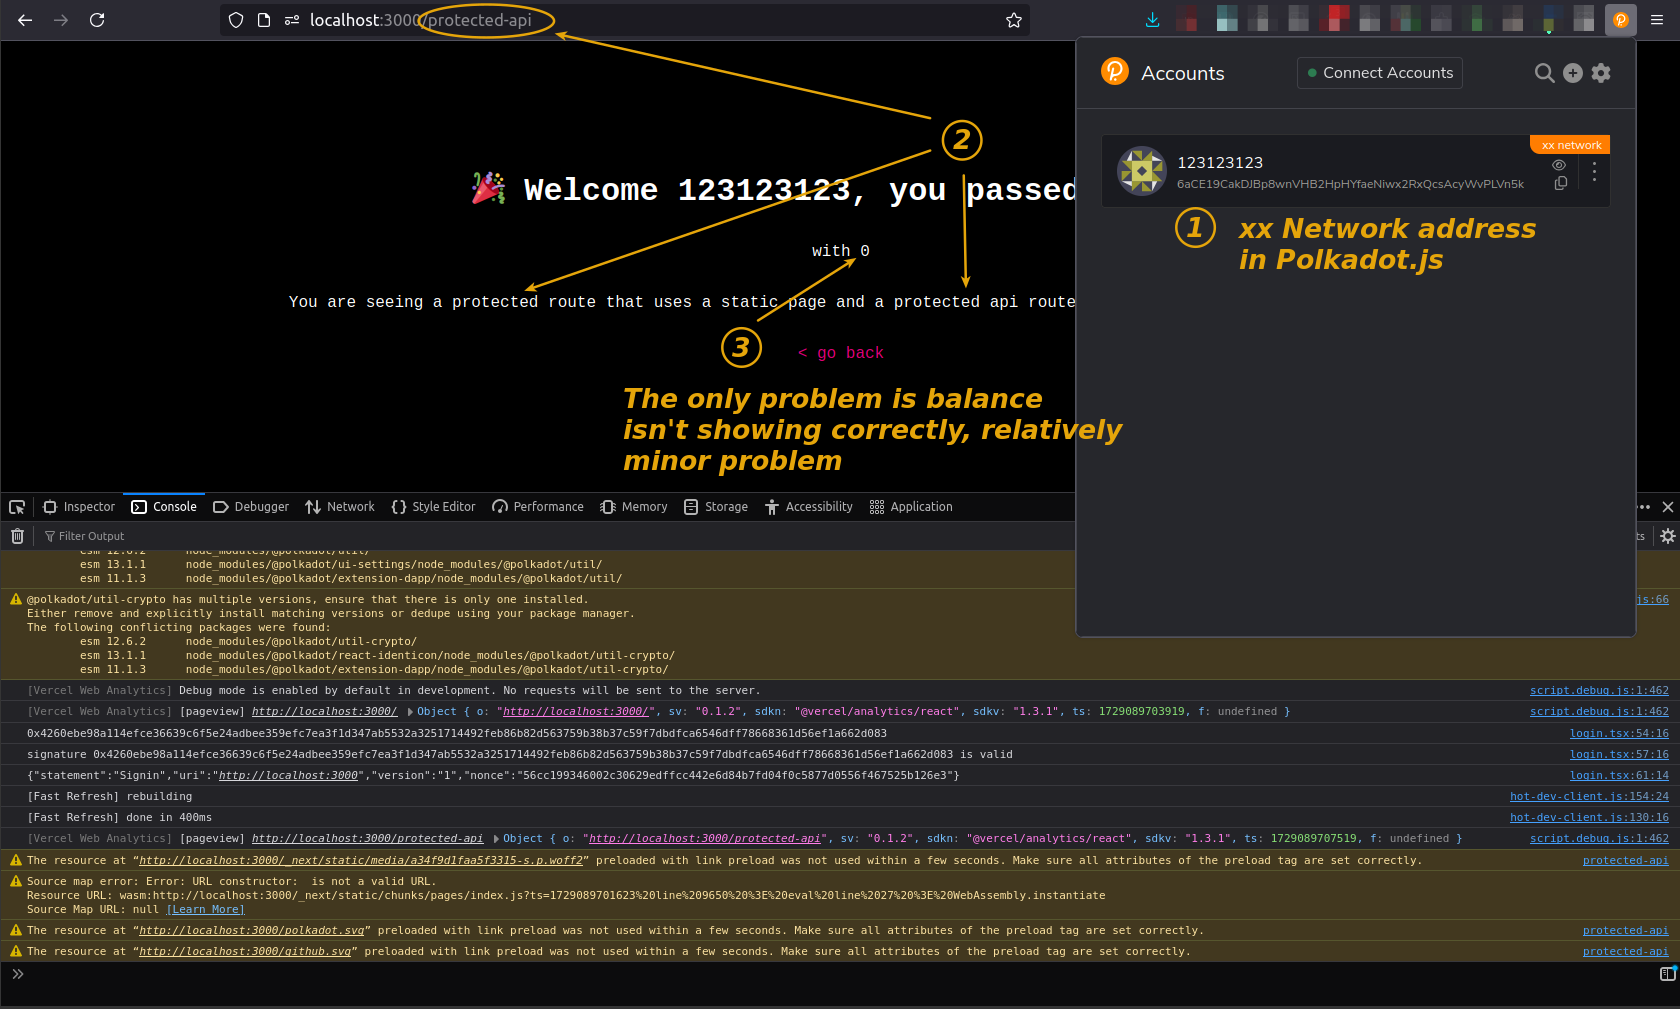 localhost:3000/protected-api
Accounts
Connect Accounts
xx network
123123123
6aCE19CakDJBp8wnVHB2HpHYfaeNiwx2RxQcsAcyWvPLVn5k
1
xx Network address
in Polkadot.js
2
🎉 Welcome 123123123, you passed
with 0
You are seeing a protected route that uses a static page and a protected api route
3
< go back
The only problem is balance
isn't showing correctly, relatively
minor problem
Inspector Console Debugger Network Style Editor Performance Memory Storage Accessibility Application
Filter Output
esm 12.6.2 node_modules/@polkadot/util/
esm 13.1.1 node_modules/@polkadot/ui-settings/node_modules/@polkadot/util/
esm 11.1.3 node_modules/@polkadot/extension-dapp/node_modules/@polkadot/util/
@polkadot/util-crypto has multiple versions, ensure that there is only one installed. js:66
Either remove and explicitly install matching versions or dedupe using your package manager.
The following conflicting packages were found:
esm 12.6.2 node_modules/@polkadot/util-crypto/
esm 13.1.1 node_modules/@polkadot/react-identicon/node_modules/@polkadot/util-crypto/
esm 11.1.3 node_modules/@polkadot/extension-dapp/node_modules/@polkadot/util-crypto/
[Vercel Web Analytics] Debug mode is enabled by default in development. No requests will be sent to the server. script.debug.js:1:462
[Vercel Web Analytics] [pageview] http://localhost:3000/ Object { o: "http://localhost:3000/", sv: "0.1.2", sdkn: "@vercel/analytics/react", sdkv: "1.3.1", ts: 1729089703919, f: undefined } script.debug.js:1:462
0x4260ebe98a114efce36639c6f5e24adbee359efc7ea3f1d347ab5532a3251714492feb86b82d563759b38b37c59f7dbdfca6546dff78668361d56ef1a662d083 login.tsx:54:16
signature 0x4260ebe98a114efce36639c6f5e24adbee359efc7ea3f1d347ab5532a3251714492feb86b82d563759b38b37c59f7dbdfca6546dff78668361d56ef1a662d083 is valid login.tsx:57:16
{"statement":"Signin","uri":"http://localhost:3000","version":"1","nonce":"56cc199346002c30629edffcc442e6d84b7fd04f0c5877d0556f467525b126e3"} login.tsx:61:14
[Fast Refresh] rebuilding hot-dev-client.js:154:24
[Fast Refresh] done in 400ms hot-dev-client.js:130:16
[Vercel Web Analytics] [pageview] http://localhost:3000/protected-api Object { o: "http://localhost:3000/protected-api", sv: "0.1.2", sdkn: "@vercel/analytics/react", sdkv: "1.3.1", ts: 1729089707519, f: undefined } script.debug.js:1:462
The resource at “http://localhost:3000/_next/static/media/a34f9d1faa5f3315-s.p.woff2” preloaded with link preload was not used within a few seconds. Make sure all attributes of the preload tag are set correctly. protected-api
Source map error: Error: URL constructor:  is not a valid URL.
Resource URL: wasm:http://localhost:3000/_next/static/chunks/pages/index.js?ts=1729089701623%20line%209650%20%3E%20eval%20line%2027%20%3E%20WebAssembly.instantiate
Source Map URL: null [Learn More]
The resource at “http://localhost:3000/polkadot.svg” preloaded with link preload was not used within a few seconds. Make sure all attributes of the preload tag are set correctly. protected-api
The resource at “http://localhost:3000/github.svg” preloaded with link preload was not used within a few seconds. Make sure all attributes of the preload tag are set correctly. protected-api